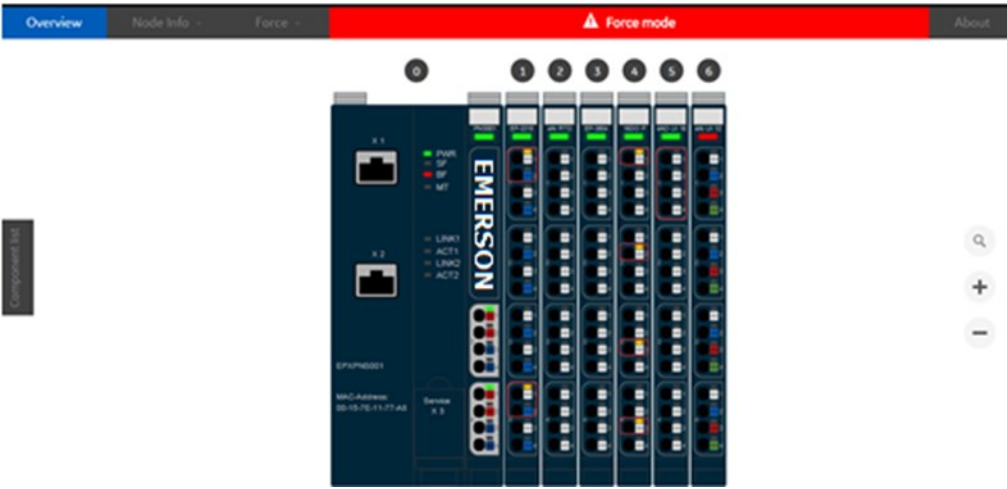 Overview
Node Info
Force
Force mode
About
0
1
2
3
4
5
6
X 1
PWR
SF
BF
MT
EMERSON
LINK1
ACT1
LINK2
ACT2
X 2
Component list
EPXPNS001
MAC-Address:
Service
X 3